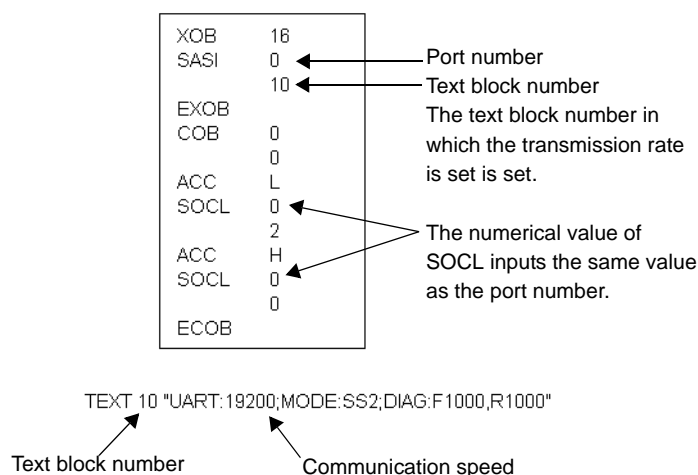 XOB 16
SASI 0
10
EXOB
COB 0
0
ACC L
SOCL 0
2
ACC H
SOCL 0
0
ECOB
Port number
Text block number
The text block number in
which the transmission rate
is set is set.
The numerical value of
SOCL inputs the same value
as the port number.
TEXT 10 "UART:19200;MODE:SS2;DIAG:F1000,R1000"
Text block number
Communication speed